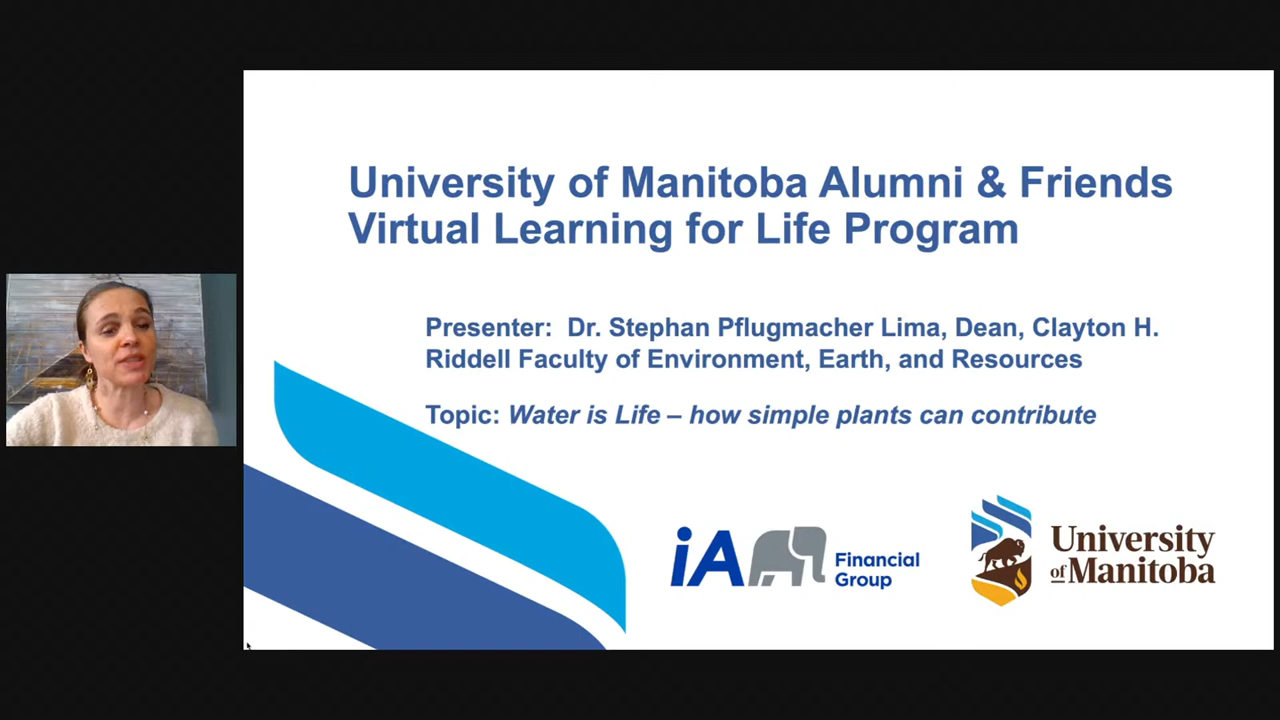 University of Manitoba Alumni & Friends
Virtual Learning for Life Program
Presenter:  Dr. Stephan Pflugmacher Lima, Dean, Clayton H.
Riddell Faculty of Environment, Earth, and Resources
Topic: Water is Life – how simple plants can contribute
iA Financial
Group
University
of Manitoba